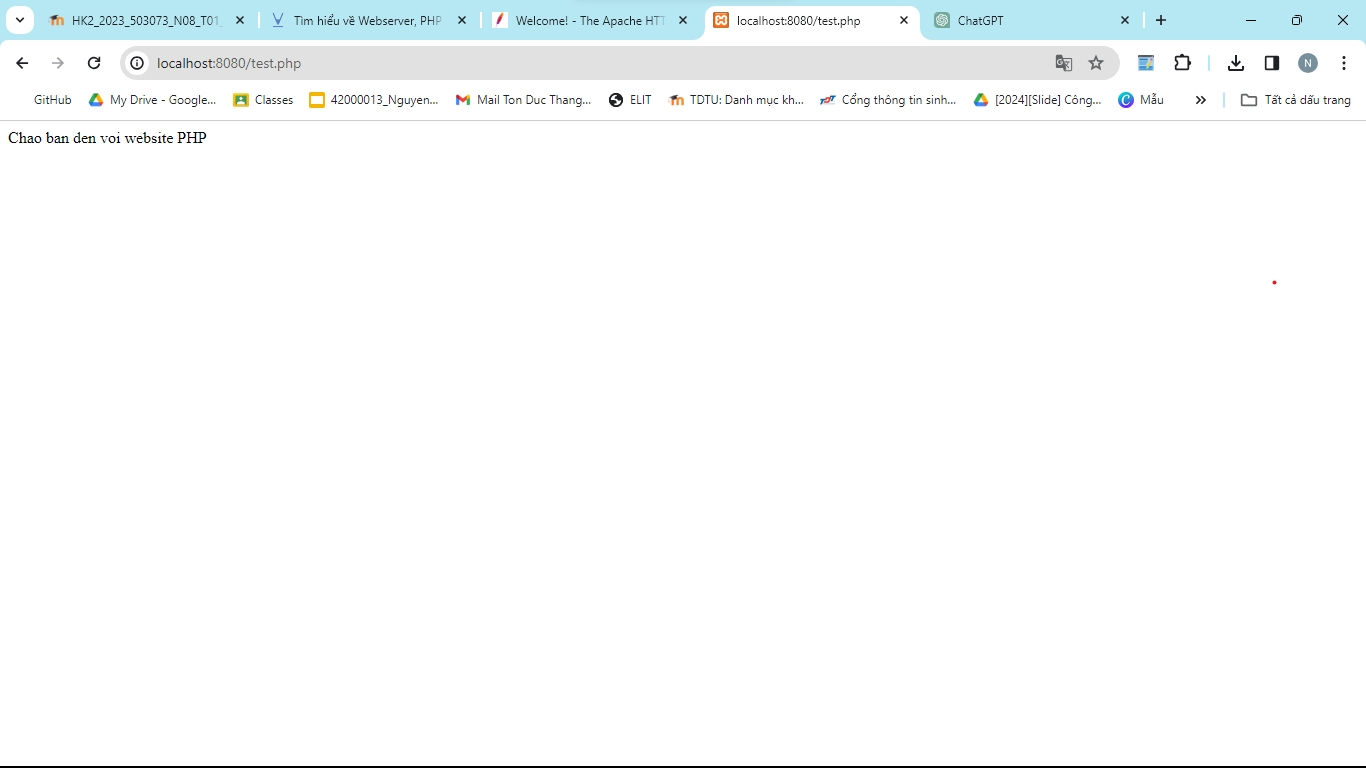 HK2_2023_503073_N08_T01_
Tìm hiểu về Webserver, PHP
Welcome! - The Apache HTT
localhost:8080/test.php
ChatGPT
localhost:8080/test.php
GitHub
My Drive - Google...
Classes
42000013_Nguyen...
Mail Ton Duc Thang...
ELIT
TDTU: Danh mục kh...
Cổng thông tin sinh...
[2024][Slide] Công...
Mẫu
Tất cả dấu trang
Chao ban den voi website PHP